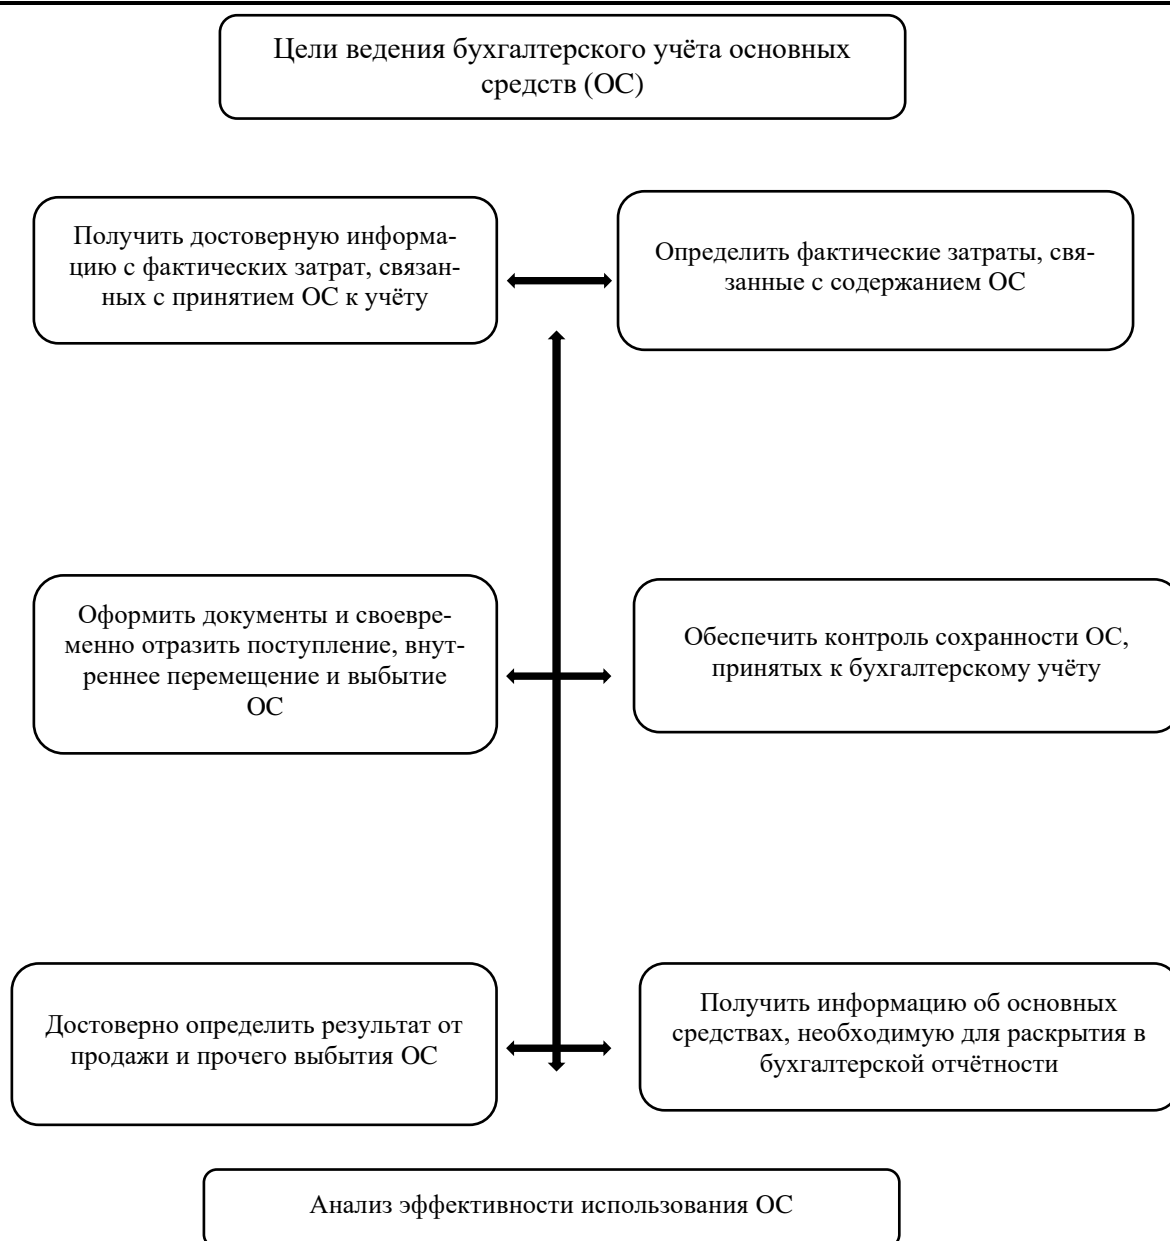 Цели ведения бухгалтерского учёта основных
средств (ОС)
Получить достоверную информа-
цию с фактических затрат, связан-
ных с принятием ОС к учёту
Определить фактические затраты, свя-
занные с содержанием ОС
Оформить документы и своевре-
менно отразить поступление, внут-
реннее перемещение и выбытие
ОС
Обеспечить контроль сохранности ОС,
принятых к бухгалтерскому учёту
Достоверно определить результат от
продажи и прочего выбытия ОС
Получить информацию об основных
средствах, необходимую для раскрытия в
бухгалтерской отчётности
Анализ эффективности использования ОС